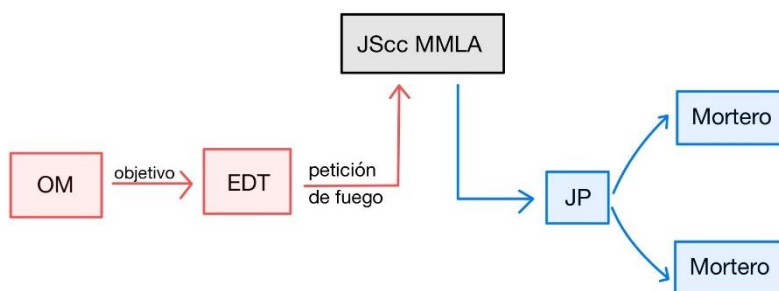 JScc MMLA
OM
objetivo
EDT
petición
de fuego
JP
Mortero
Mortero